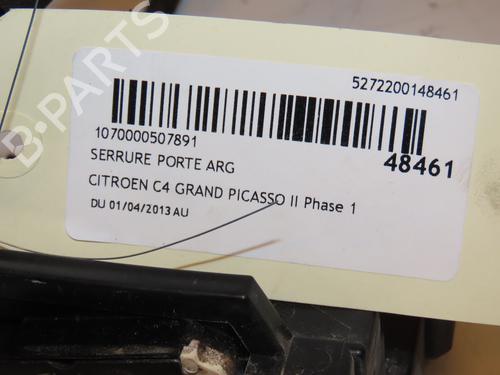 5272200148461
1070000507891
48461
SERRURE PORTE ARG
CITROEN C4 GRAND PICASSO II Phase 1
DU 01/04/2013 AU
B-PARTS